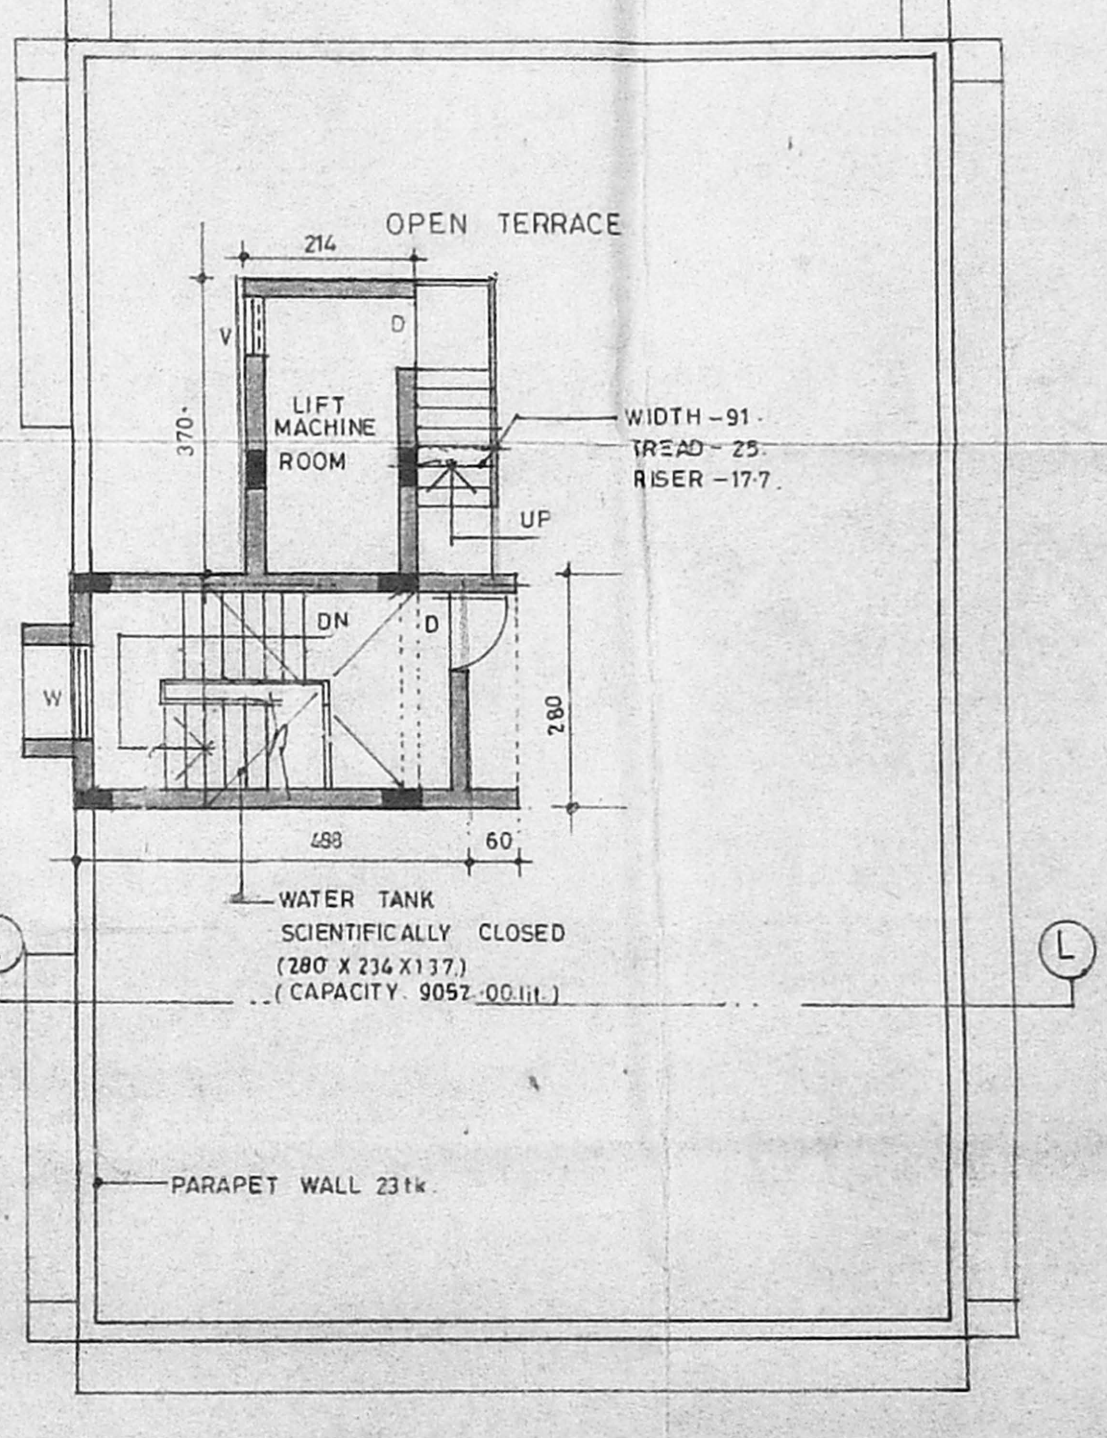 OPEN TERRACE
214
V
D
LIFT
MACHINE
ROOM
370
WIDTH - 91
TREAD - 25
RISER - 17.7
UP
DN
D
W
280
488
60
WATER TANK
SCIENTIFICALLY CLOSED
(280 X 234 X 137)
(CAPACITY. 9052.00 lit.)
L
PARAPET WALL 23 tk.